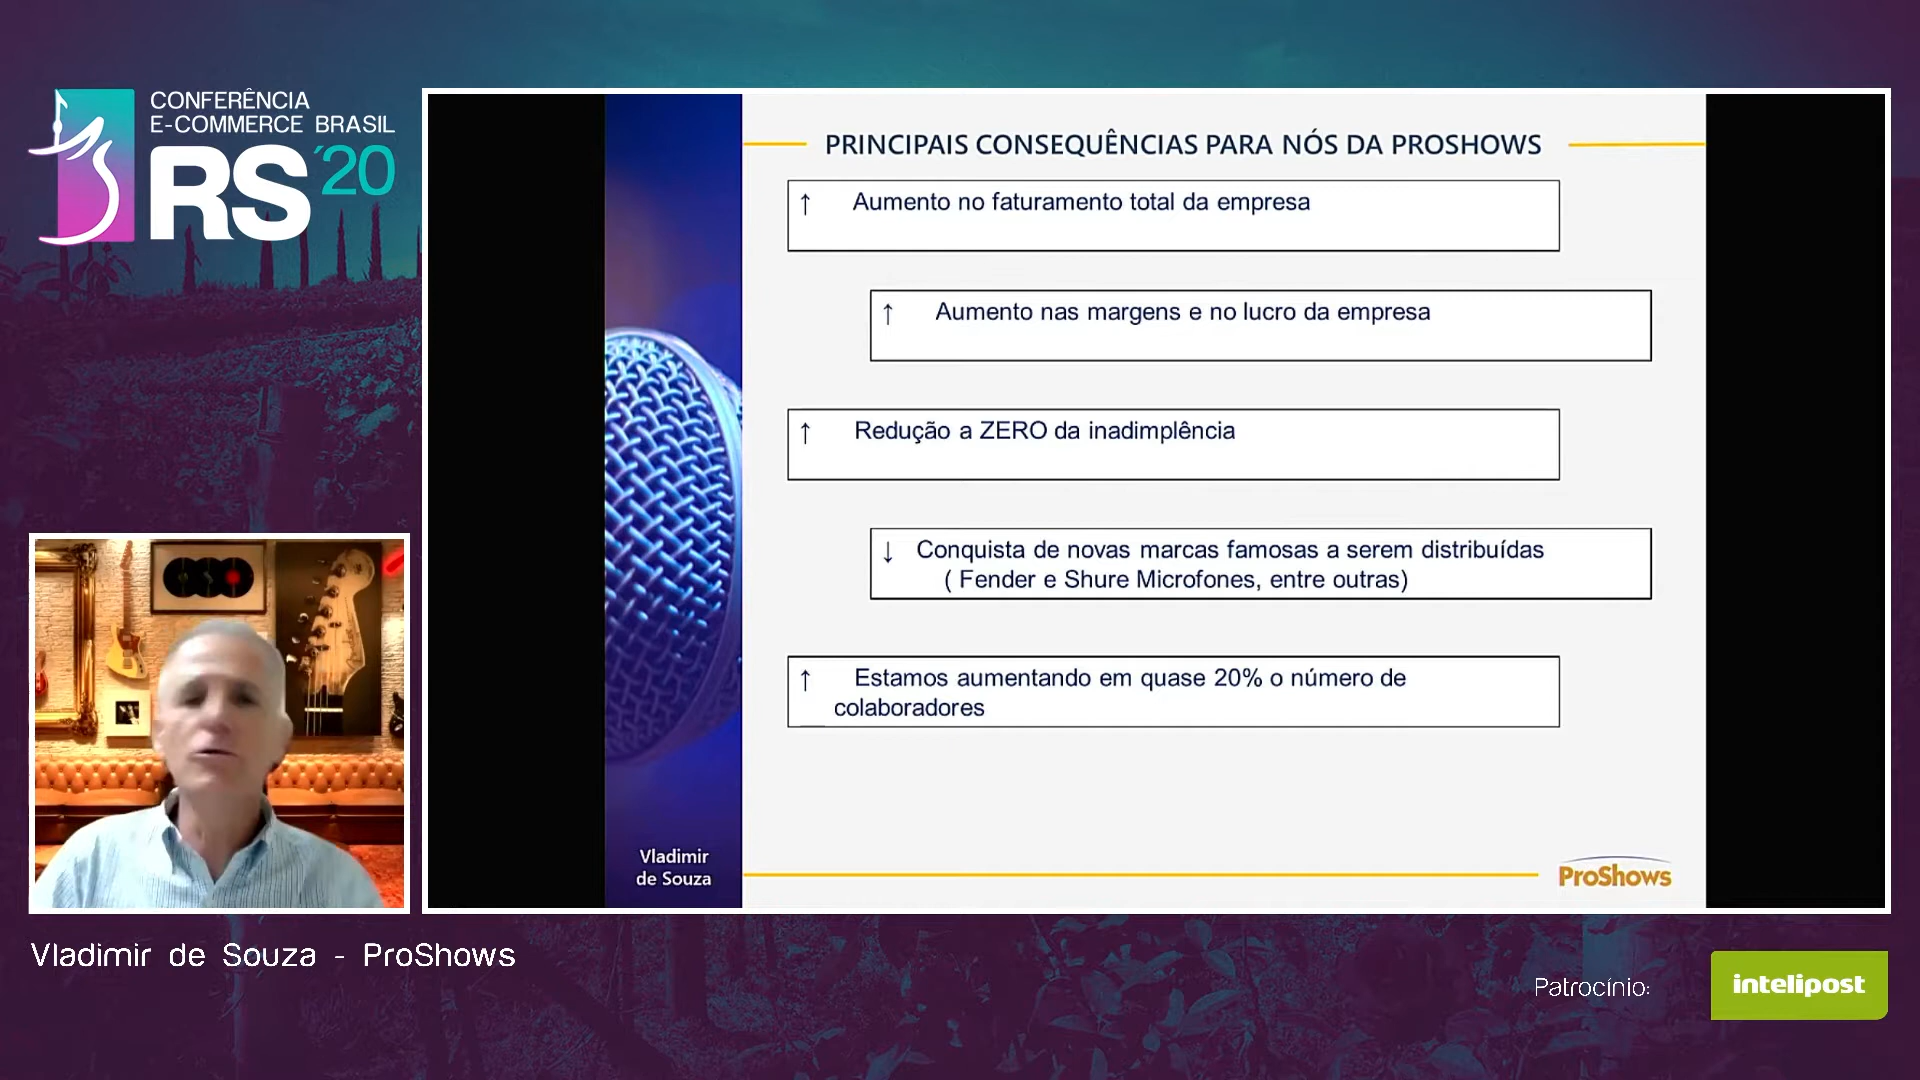 CONFERÊNCIA
E-COMMERCE BRASIL
RS'20
PRINCIPAIS CONSEQUÊNCIAS PARA NÓS DA PROSHOWS
↑ Aumento no faturamento total da empresa
↑ Aumento nas margens e no lucro da empresa
↑ Redução a ZERO da inadimplência
↓ Conquista de novas marcas famosas a serem distribuídas
( Fender e Shure Microfones, entre outras)
↑ Estamos aumentando em quase 20% o número de
colaboradores
Vladimir
de Souza
ProShows
Vladimir de Souza - ProShows
Patrocínio:
intelipost